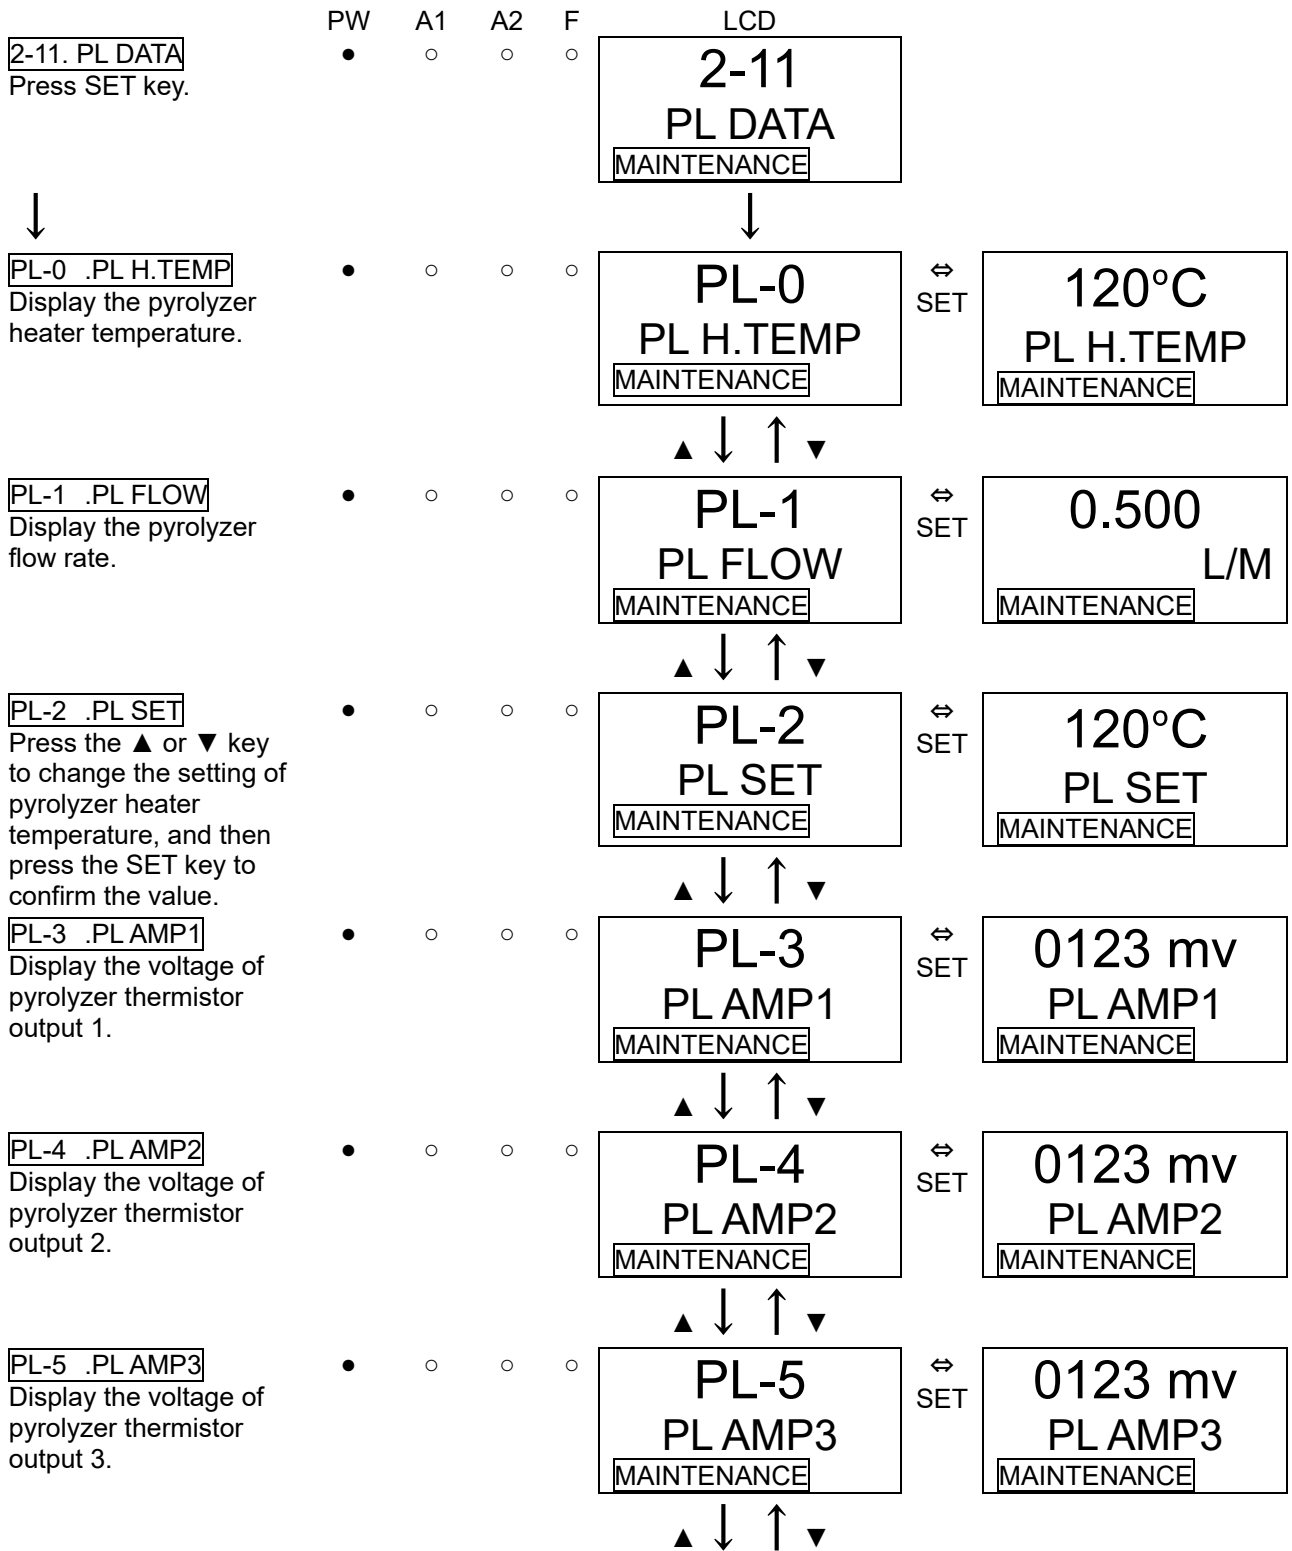 PW A1 A2 F LCD
2-11. PL DATA ● ○ ○ ○
Press SET key.
2-11
PL DATA
MAINTENANCE
↓ ↓
PL-0 .PL H.TEMP ● ○ ○ ○
Display the pyrolyzer
heater temperature.
PL-0
PL H.TEMP
MAINTENANCE
⇔
SET
120°C
PL H.TEMP
MAINTENANCE
▲ ↓ ↑ ▼
PL-1 .PL FLOW ● ○ ○ ○
Display the pyrolyzer
flow rate.
PL-1
PL FLOW
MAINTENANCE
⇔
SET
0.500
L/M
MAINTENANCE
▲ ↓ ↑ ▼
PL-2 .PL SET ● ○ ○ ○
Press the ▲ or ▼ key
to change the setting of
pyrolyzer heater
temperature, and then
press the SET key to
confirm the value.
PL-2
PL SET
MAINTENANCE
⇔
SET
120°C
PL SET
MAINTENANCE
▲ ↓ ↑ ▼
PL-3 .PL AMP1 ● ○ ○ ○
Display the voltage of
pyrolyzer thermistor
output 1.
PL-3
PL AMP1
MAINTENANCE
⇔
SET
0123 mv
PL AMP1
MAINTENANCE
▲ ↓ ↑ ▼
PL-4 .PL AMP2 ● ○ ○ ○
Display the voltage of
pyrolyzer thermistor
output 2.
PL-4
PL AMP2
MAINTENANCE
⇔
SET
0123 mv
PL AMP2
MAINTENANCE
▲ ↓ ↑ ▼
PL-5 .PL AMP3 ● ○ ○ ○
Display the voltage of
pyrolyzer thermistor
output 3.
PL-5
PL AMP3
MAINTENANCE
⇔
SET
0123 mv
PL AMP3
MAINTENANCE
▲ ↓ ↑ ▼